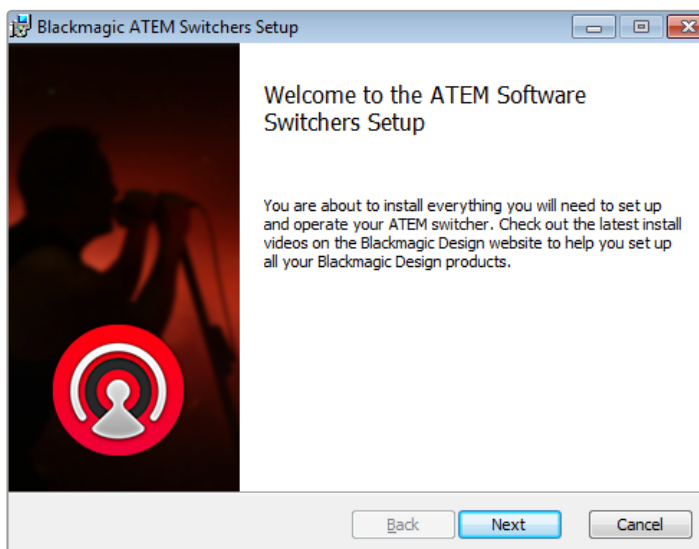 Blackmagic ATEM Switchers Setup
Welcome to the ATEM Software
Switchers Setup
You are about to install everything you will need to set up
and operate your ATEM switcher. Check out the latest install
videos on the Blackmagic Design website to help you set up
all your Blackmagic Design products.
Back Next Cancel